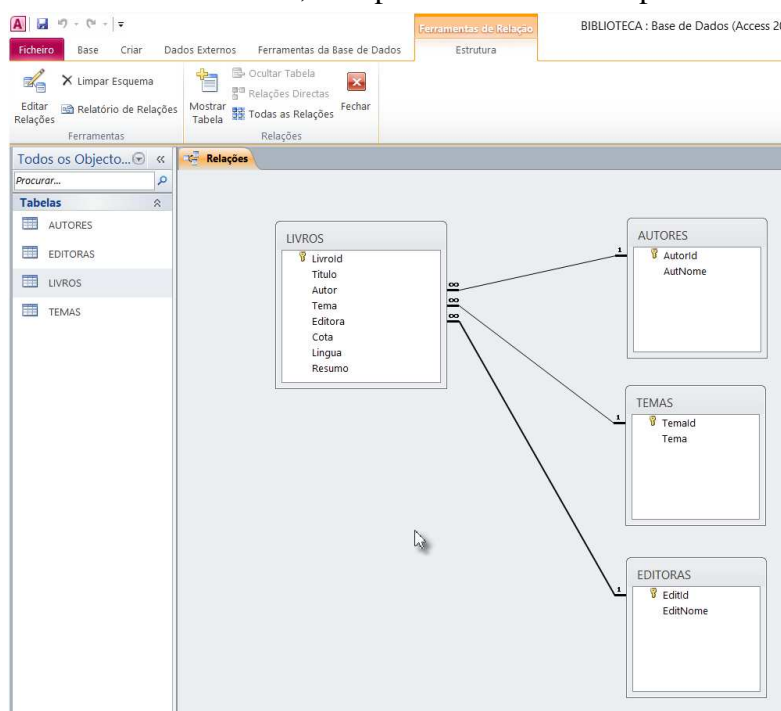 A
Ferramentas de Relação
BIBLIOTECA : Base de Dados (Access 20
Ficheiro Base Criar Dados Externos Ferramentas da Base de Dados Estrutura
Editar Relações
Limpar Esquema
Relatório de Relações
Ferramentas
Mostrar Tabela
Ocultar Tabela
Relações Directas
Todas as Relações
Fechar
Relações
Todos os Objecto... «
Procurar...
Tabelas
AUTORES
EDITORAS
LIVROS
TEMAS
Relações
LIVROS
LivroId
Titulo
Autor
Tema
Editora
Cota
Lingua
Resumo
∞
∞
∞
1
AUTORES
AutorId
AutNome
1
TEMAS
TemaId
Tema
1
EDITORAS
EditId
EditNome